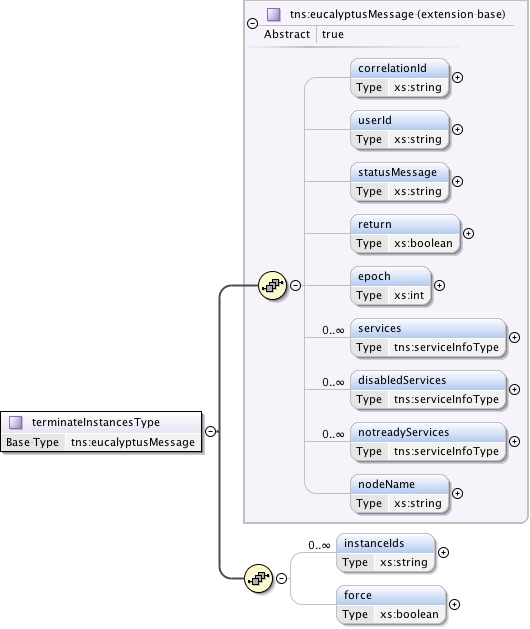 tns:eucalyptusMessage (extension base)
Abstract true
correlationId
Type xs:string
userId
Type xs:string
statusMessage
Type xs:string
return
Type xs:boolean
epoch
Type xs:int
0..∞ services
Type tns:serviceInfoType
0..∞ disabledServices
Type tns:serviceInfoType
0..∞ notreadyServices
Type tns:serviceInfoType
nodeName
Type xs:string
terminateInstancesType
Base Type tns:eucalyptusMessage
0..∞ instanceIds
Type xs:string
force
Type xs:boolean